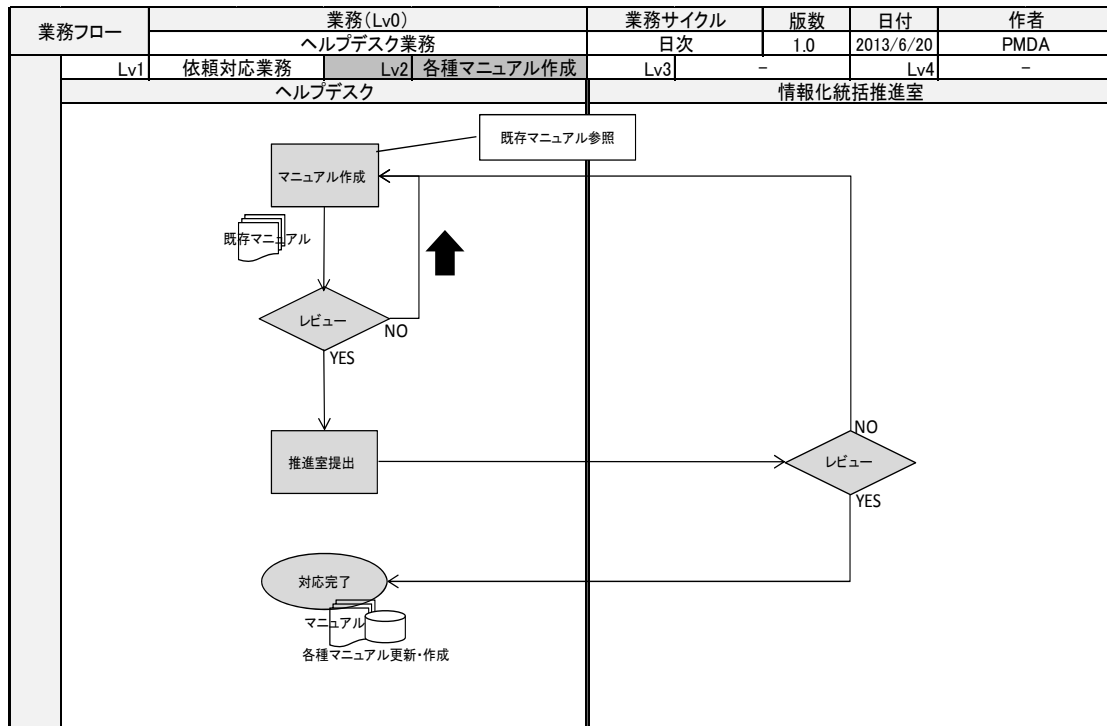 業務フロー
業務(Lv0)
業務サイクル
版数
日付
作者
ヘルプデスク業務
日次
1.0
2013/6/20
PMDA
Lv1
依頼対応業務
Lv2
各種マニュアル作成
Lv3
－
Lv4
－
ヘルプデスク
情報化統括推進室
既存マニュアル参照
マニュアル作成
既存マニュアル
レビュー
NO
YES
推進室提出
NO
レビュー
YES
対応完了
マニュアル
各種マニュアル更新・作成